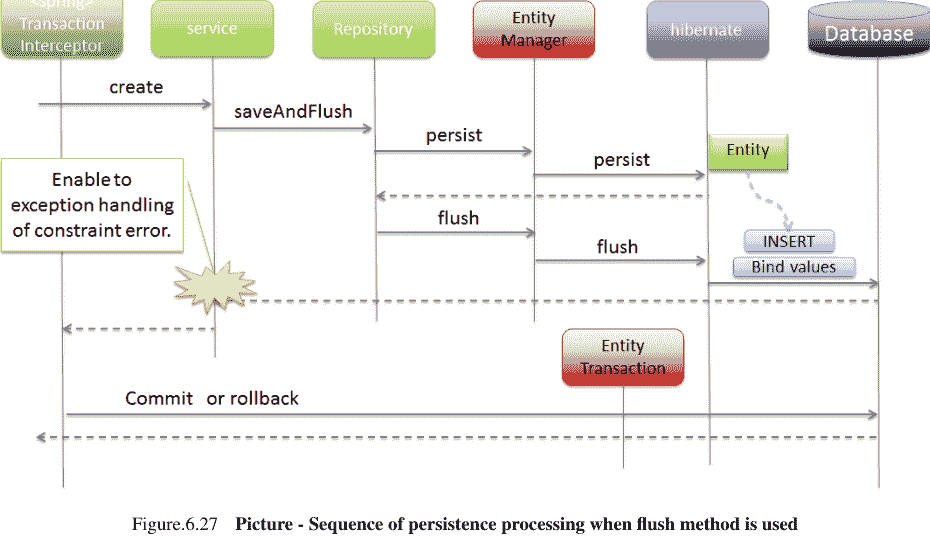 <spring>
Transaction
Interceptor
service
Repository
Entity
Manager
hibernate
Database
create
saveAndFlush
persist
persist
Entity
Enable to
exception handling
of constraint error.
flush
flush
INSERT
Bind values
Entity
Transaction
Commit or rollback
Figure.6.27 Picture - Sequence of persistence processing when flush method is used